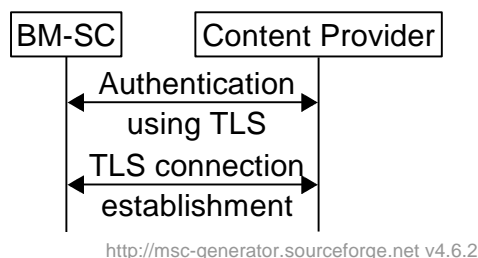 BM-SC
Content Provider
Authentication
using TLS
TLS connection
establishment
http://msc-generator.sourceforge.net v4.6.2